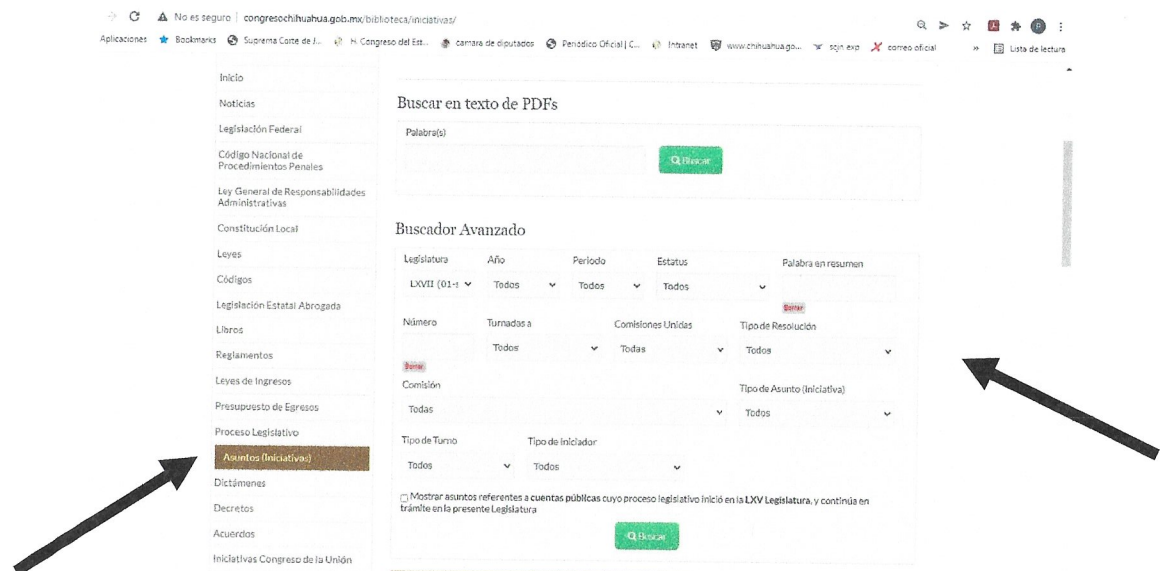 No es seguro | congresochihuahua.gob.mx/biblioteca/iniciativas/
Aplicaciones Bookmarks Suprema Corte de J... H. Congreso del Est... camara de diputados Periódico Oficial | C... Intranet www.chihuahua.go... scjn.exp correo oficial » Lista de lectura
Inicio
Noticias
Legislación Federal
Código Nacional de
Procedimientos Penales
Ley General de Responsabilidades
Administrativas
Constitución Local
Leyes
Códigos
Legislación Estatal Abrogada
Libros
Reglamentos
Leyes de Ingresos
Presupuesto de Egresos
Proceso Legislativo
Asuntos (Iniciativas)
Dictámenes
Decretos
Acuerdos
Iniciativas Congreso de la Unión
Buscar en texto de PDFs
Palabra(s)
Buscar
Buscador Avanzado
Legislatura Año Periodo Estatus Palabra en resumen
LXVII (01-s Todos Todos Todos
Borrar
Número Turnadas a Comisiones Unidas Tipo de Resolución
Todos Todas Todos
Borrar
Comisión Tipo de Asunto (Iniciativa)
Todas Todos
Tipo de Turno Tipo de Iniciador
Todos Todos
Mostrar asuntos referentes a cuentas públicas cuyo proceso legislativo inició en la LXV Legislatura, y continúa en
trámite en la presente Legislatura
Buscar